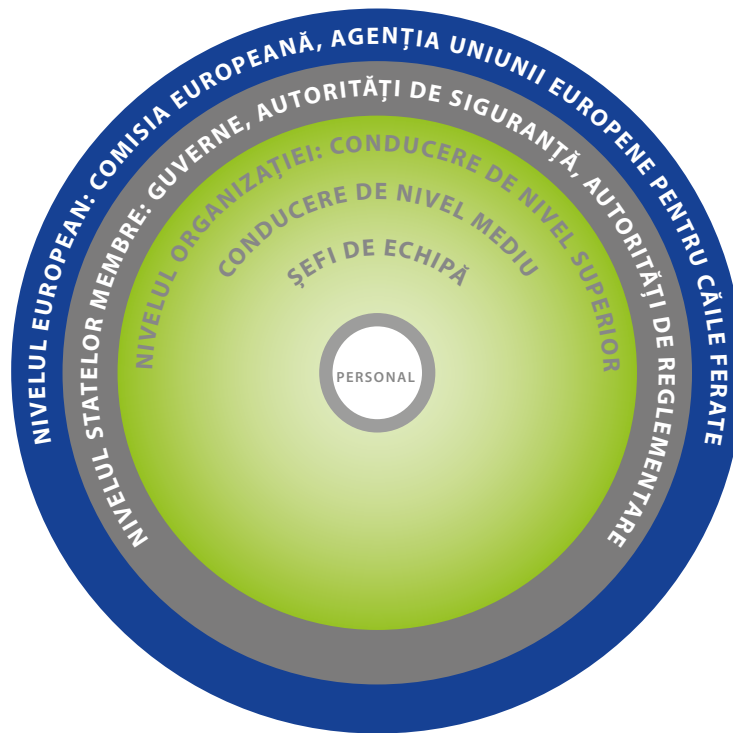 NIVELUL EUROPEAN: COMISIA EUROPEANĂ, AGENȚIA UNIUNII EUROPENE PENTRU CĂILE FERATE
NIVELUL STATELOR MEMBRE: GUVERNE, AUTORITĂȚI DE SIGURANȚĂ, AUTORITĂȚI DE REGLEMENTARE
NIVELUL ORGANIZAȚIEI: CONDUCERE DE NIVEL SUPERIOR
CONDUCERE DE NIVEL MEDIU
ȘEFI DE ECHIPĂ
PERSONAL